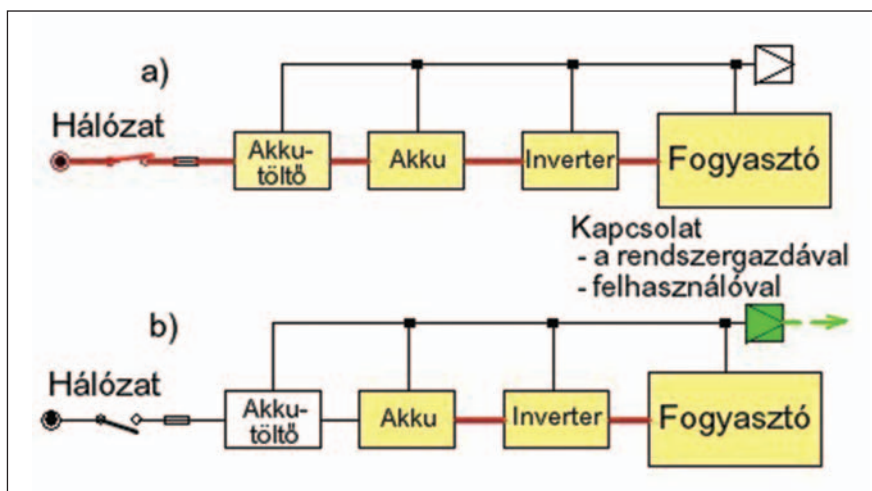 a)
Hálózat
Akku-
töltő
Akku
Inverter
Fogyasztó
Kapcsolat
- a rendszergazdával
- felhasználóval
b)
Hálózat
Akku-
töltő
Akku
Inverter
Fogyasztó